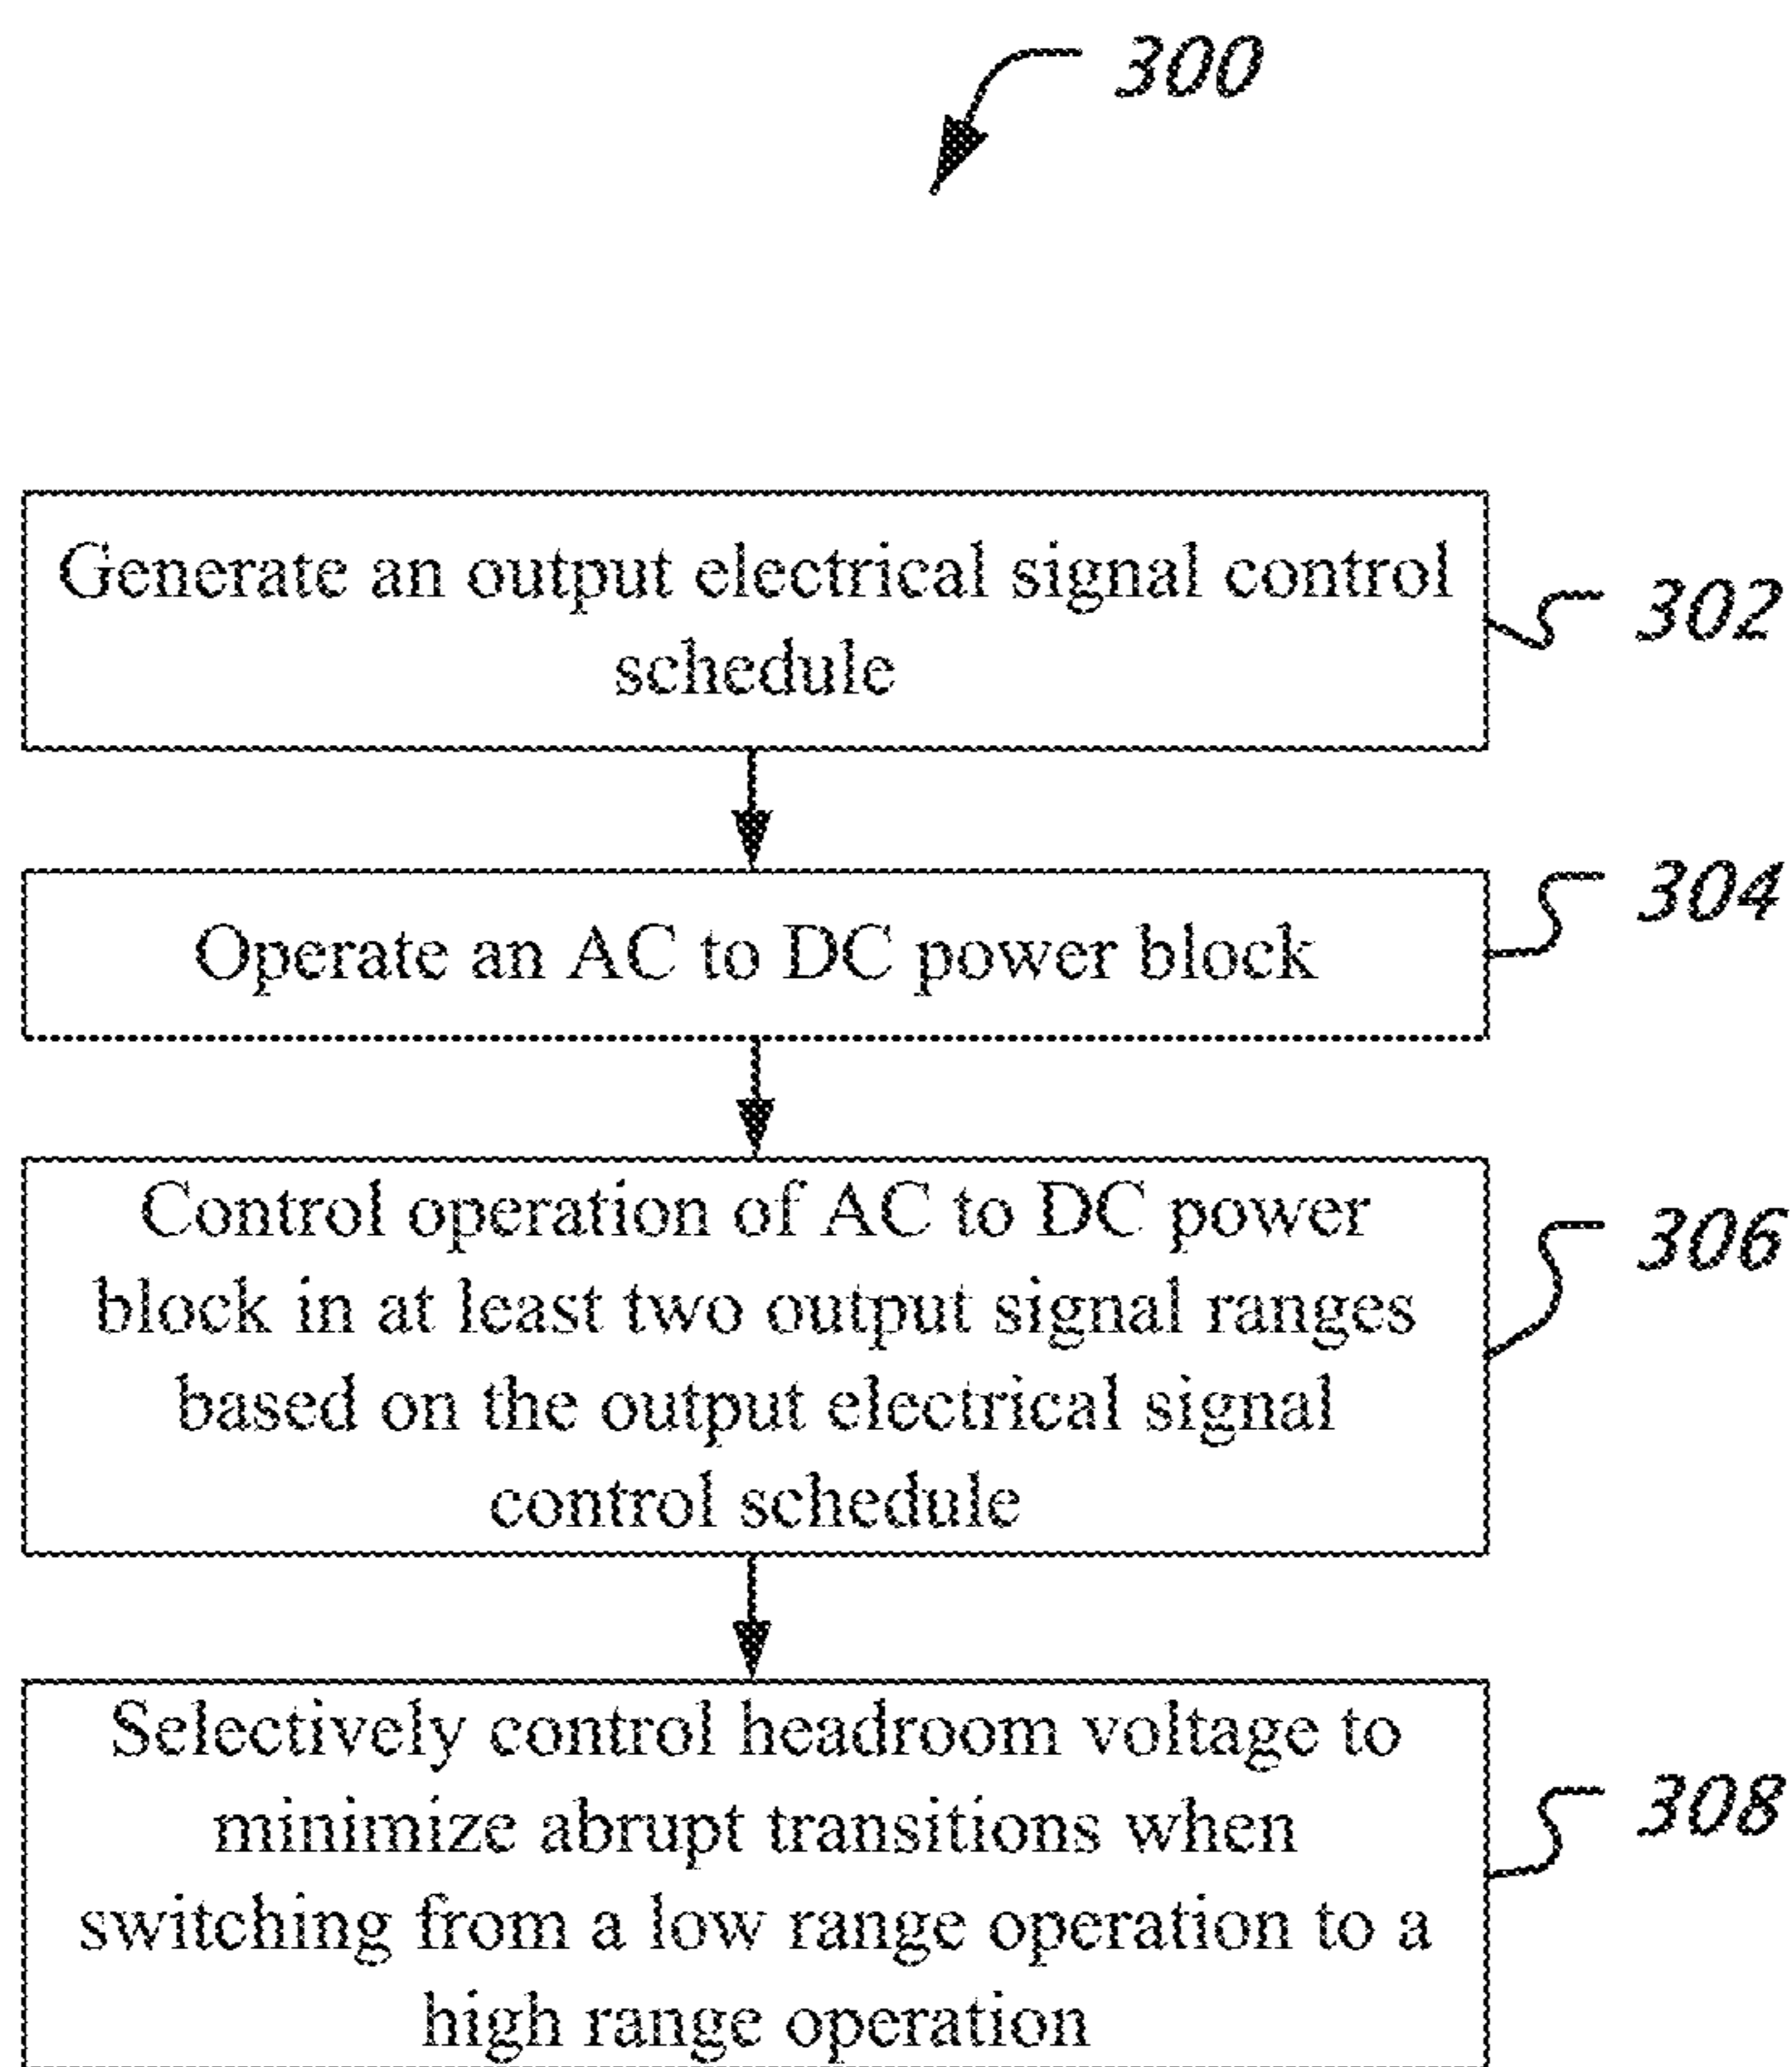 300
Generate an output electrical signal control
schedule
302
Operate an AC to DC power block
304
Control operation of AC to DC power
block in at least two output signal ranges
based on the output electrical signal
control schedule
306
Selectively control headroom voltage to
minimize abrupt transitions when
switching from a low range operation to a
high range operation
308